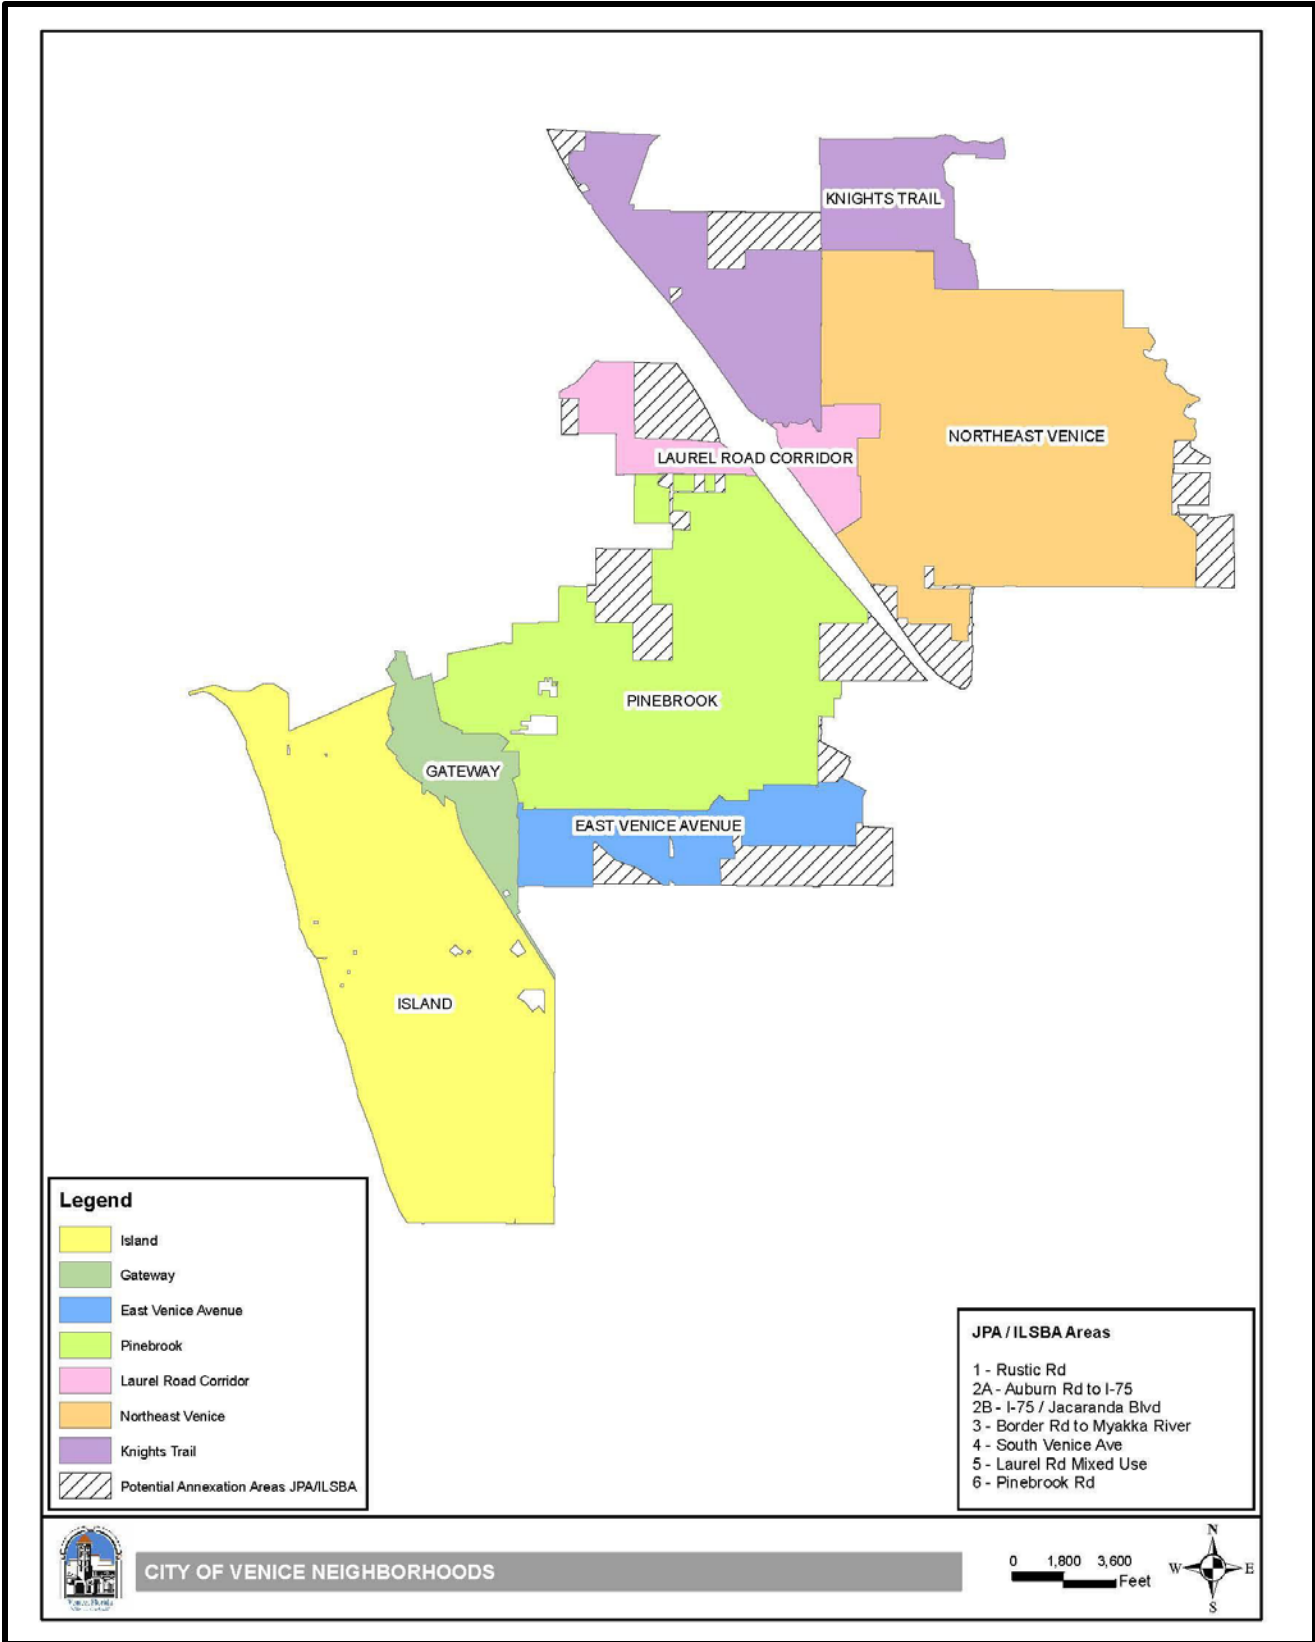 KNIGHTS TRAIL
NORTHEAST VENICE
LAUREL ROAD CORRIDOR
PINEBROOK
GATEWAY
EAST VENICE AVENUE
ISLAND
Legend
Island
Gateway
East Venice Avenue
Pinebrook
Laurel Road Corridor
Northeast Venice
Knights Trail
Potential Annexation Areas JPA/ILSBA
JPA / ILSBA Areas
1 - Rustic Rd
2A - Auburn Rd to I-75
2B - I-75 / Jacaranda Blvd
3 - Border Rd to Myakka River
4 - South Venice Ave
5 - Laurel Rd Mixed Use
6 - Pinebrook Rd
Venice, Florida
CITY OF VENICE NEIGHBORHOODS
0 1,800 3,600
Feet
N
W E
S